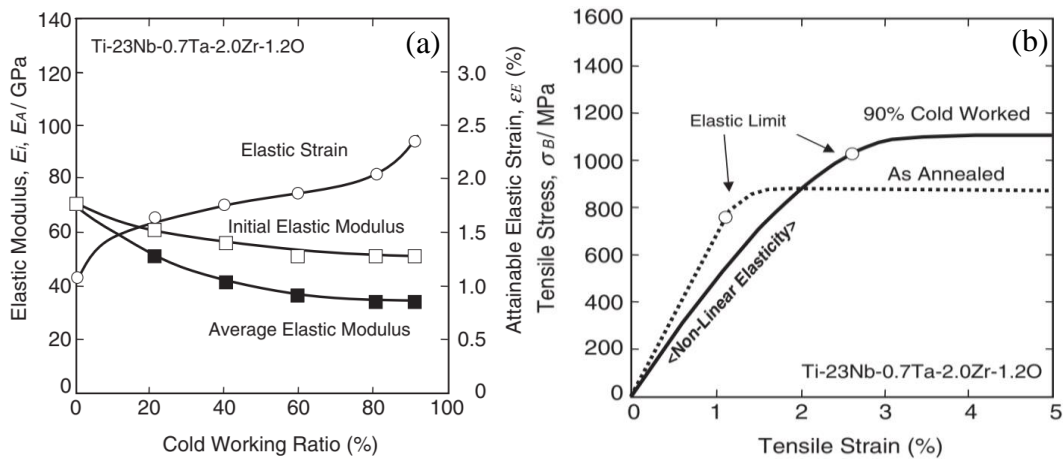 (a)
Ti-23Nb-0.7Ta-2.0Zr-1.2O
Elastic Modulus, Ei, EA / GPa
140
120
100
80
60
40
20
0
Elastic Strain
Initial Elastic Modulus
Average Elastic Modulus
3.0
2.5
2.0
1.5
1.0
0.5
0
Attainable Elastic Strain, εE (%)
0 20 40 60 80 100
Cold Working Ratio (%)
(b)
Tensile Stress, σB/ MPa
1600
1400
1200
1000
800
600
400
200
0
90% Cold Worked
Elastic Limit
As Annealed
<Non-Linear Elasticity>
Ti-23Nb-0.7Ta-2.0Zr-1.2O
0 1 2 3 4 5
Tensile Strain (%)